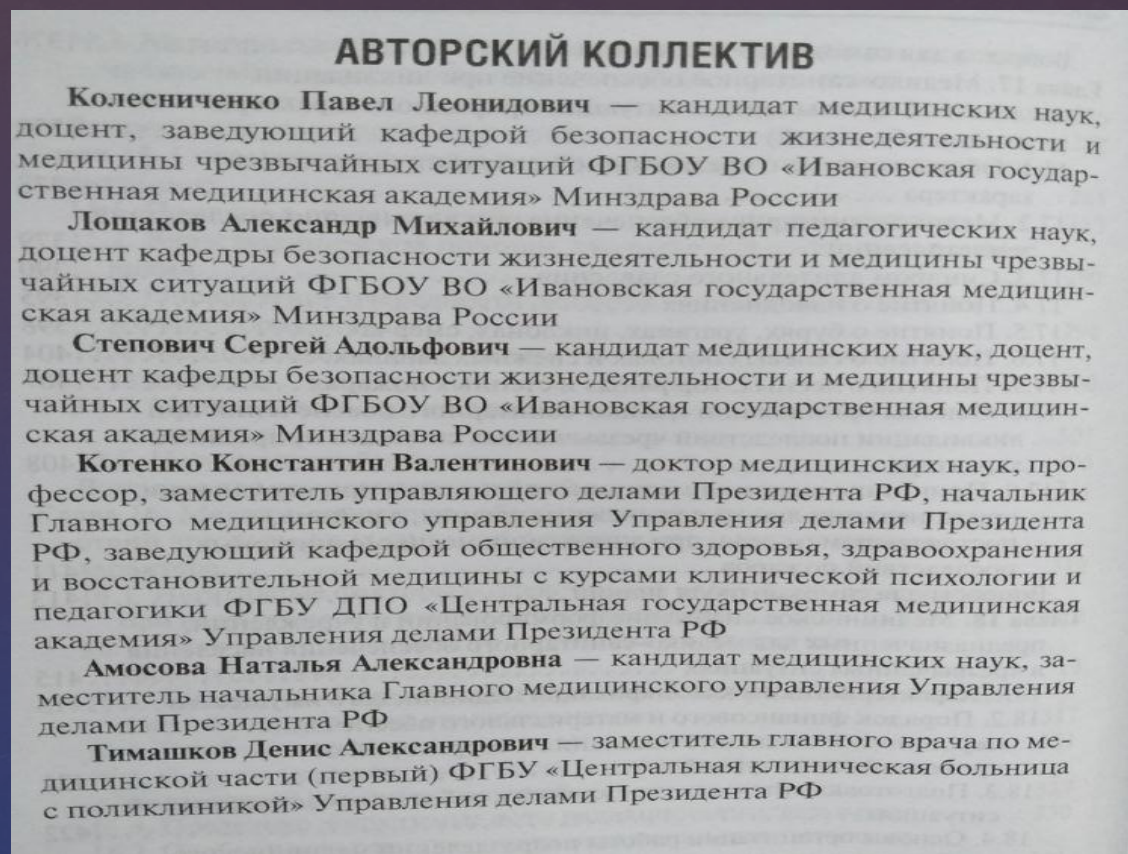 АВТОРСКИЙ КОЛЛЕКТИВ
Колесниченко Павел Леонидович — кандидат медицинских наук,
доцент, заведующий кафедрой безопасности жизнедеятельности и
медицины чрезвычайных ситуаций ФГБОУ ВО «Ивановская государ-
ственная медицинская академия» Минздрава России
Лощаков Александр Михайлович — кандидат педагогических наук,
доцент кафедры безопасности жизнедеятельности и медицины чрезвы-
чайных ситуаций ФГБОУ ВО «Ивановская государственная медицин-
ская академия» Минздрава России
Степович Сергей Адольфович — кандидат медицинских наук, доцент,
доцент кафедры безопасности жизнедеятельности и медицины чрезвы-
чайных ситуаций ФГБОУ ВО «Ивановская государственная медицин-
ская академия» Минздрава России
Котенко Константин Валентинович — доктор медицинских наук, про-
фессор, заместитель управляющего делами Президента РФ, начальник
Главного медицинского управления Управления делами Президента
РФ, заведующий кафедрой общественного здоровья, здравоохранения
и восстановительной медицины с курсами клинической психологии и
педагогики ФГБУ ДПО «Центральная государственная медицинская
академия» Управления делами Президента РФ
Амосова Наталья Александровна — кандидат медицинских наук, за-
меститель начальника Главного медицинского управления Управления
делами Президента РФ
Тимашков Денис Александрович — заместитель главного врача по ме-
дицинской части (первый) ФГБУ «Центральная клиническая больница
с поликлиникой» Управления делами Президента РФ